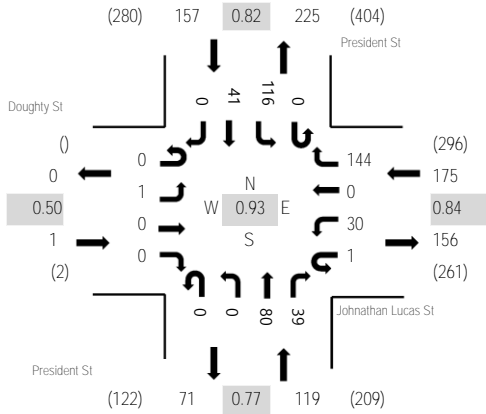 (280) 157 0.82 225 (404)
President St
Doughty St
0 41 116 0
() 0 144 (296)
0 N 175
1 0
0.50 W 0.93 E 0.84
0 30
1 S 156
0 1
(2) (261)
0 0 80 39
Johnathan Lucas St
President St
(122) 71 0.77 119 (209)